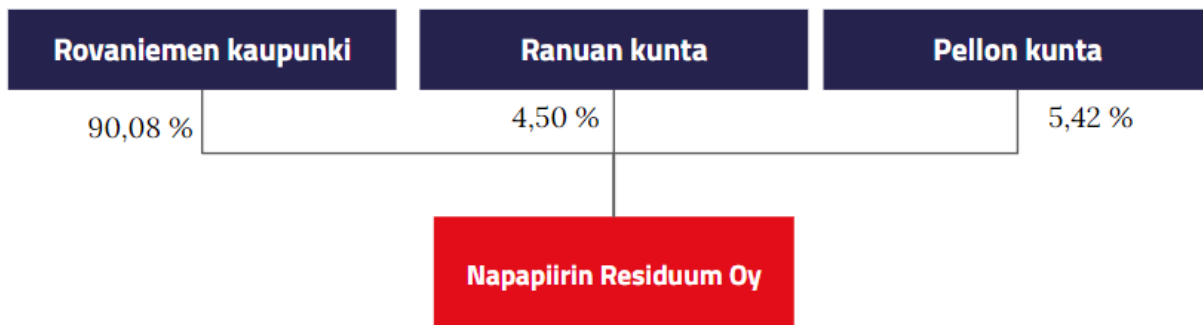 Rovaniemen kaupunki
Ranuan kunta
Pellon kunta
90,08 %
4,50 %
5,42 %
Napapiirin Residuum Oy